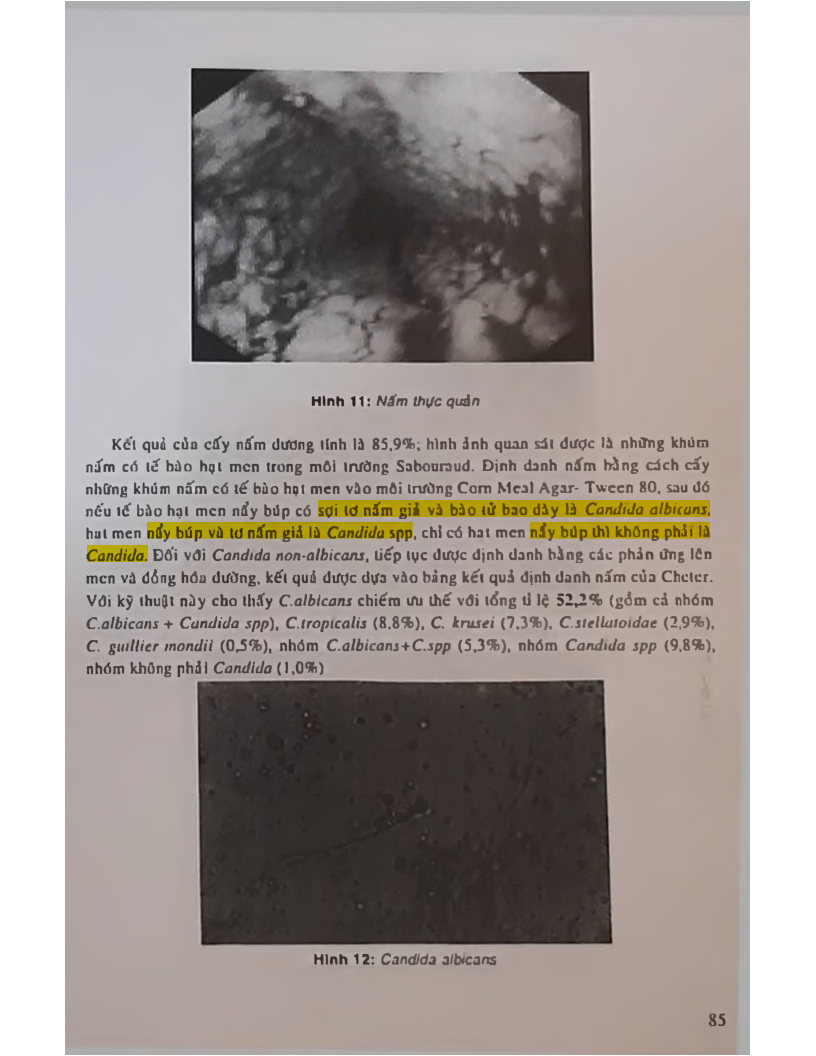 Hình 11: Nấm thực quản
Kết quả của cấy nấm dương tính là 85,9%; hình ảnh quan sát được là những khúm
nấm có tế bào hạt men trong môi trường Sabouraud. Định danh nấm bằng cách cấy
những khúm nấm có tế bào hạt men vào môi trường Corn Meal Agar- Tween 80, sau đó
nếu tế bào hạt men nẩy búp có sợi tơ nấm giả và bào tử bao dày là Candida albicans,
hạt men nẩy búp và tơ nấm giả là Candida spp, chỉ có hạt men nẩy búp thì không phải là
Candida. Đối với Candida non-albicans, tiếp tục được định danh bằng các phản ứng lên
men và đồng hóa đường, kết quả được dựa vào bảng kết quả định danh nấm của Cheter.
Với kỹ thuật này cho thấy C.albicans chiếm ưu thế với tổng tỉ lệ 52,2% (gồm cả nhóm
C.albicans + Candida spp), C.tropicalis (8,8%), C. krusei (7,3%), C.stellatoidae (2,9%),
C. guillier mondii (0,5%), nhóm C.albicans+C.spp (5,3%), nhóm Candida spp (9,8%),
nhóm không phải Candida (1,0%)
Hình 12: Candida albicans
85